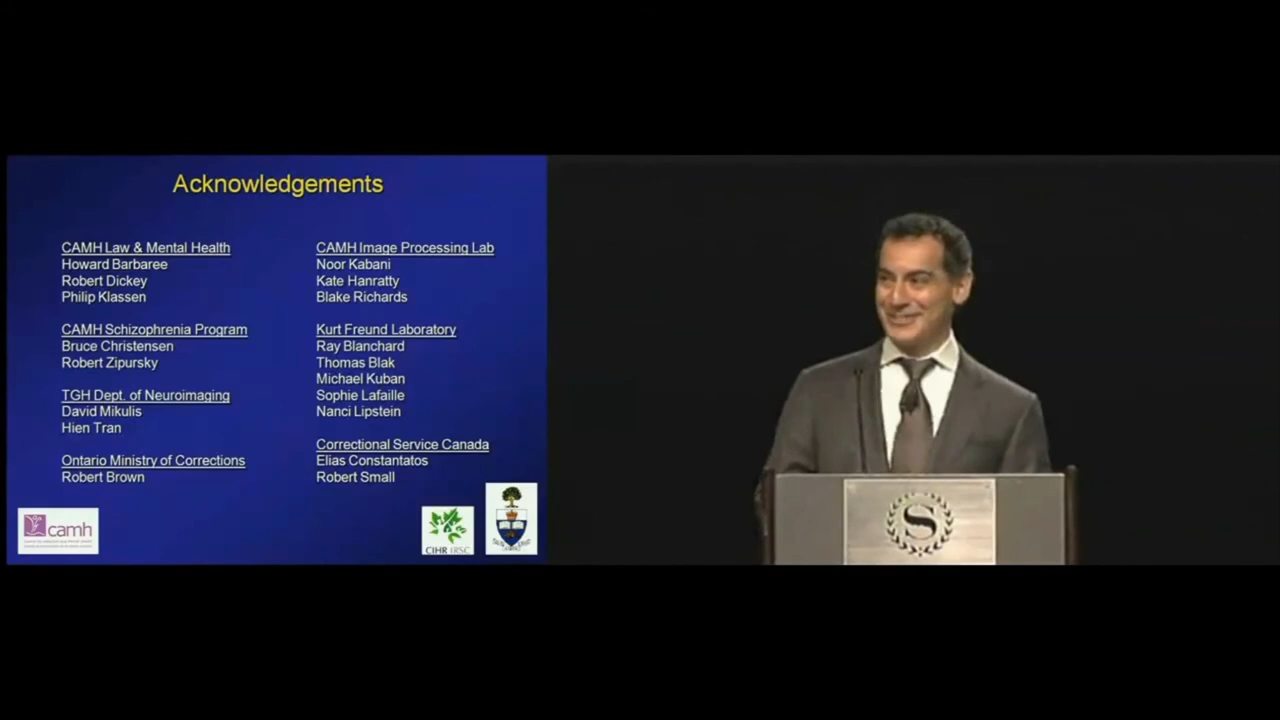 Acknowledgements
CAMH Law & Mental Health
Howard Barbaree
Robert Dickey
Philip Klassen
CAMH Schizophrenia Program
Bruce Christensen
Robert Zipursky
TGH Dept. of Neuroimaging
David Mikulis
Hien Tran
Ontario Ministry of Corrections
Robert Brown
CAMH Image Processing Lab
Noor Kabani
Kate Hanratty
Blake Richards
Kurt Freund Laboratory
Ray Blanchard
Thomas Blak
Michael Kuban
Sophie Lafaille
Nanci Lipstein
Correctional Service Canada
Elias Constantatos
Robert Small
camh
CIHR IRSC
S